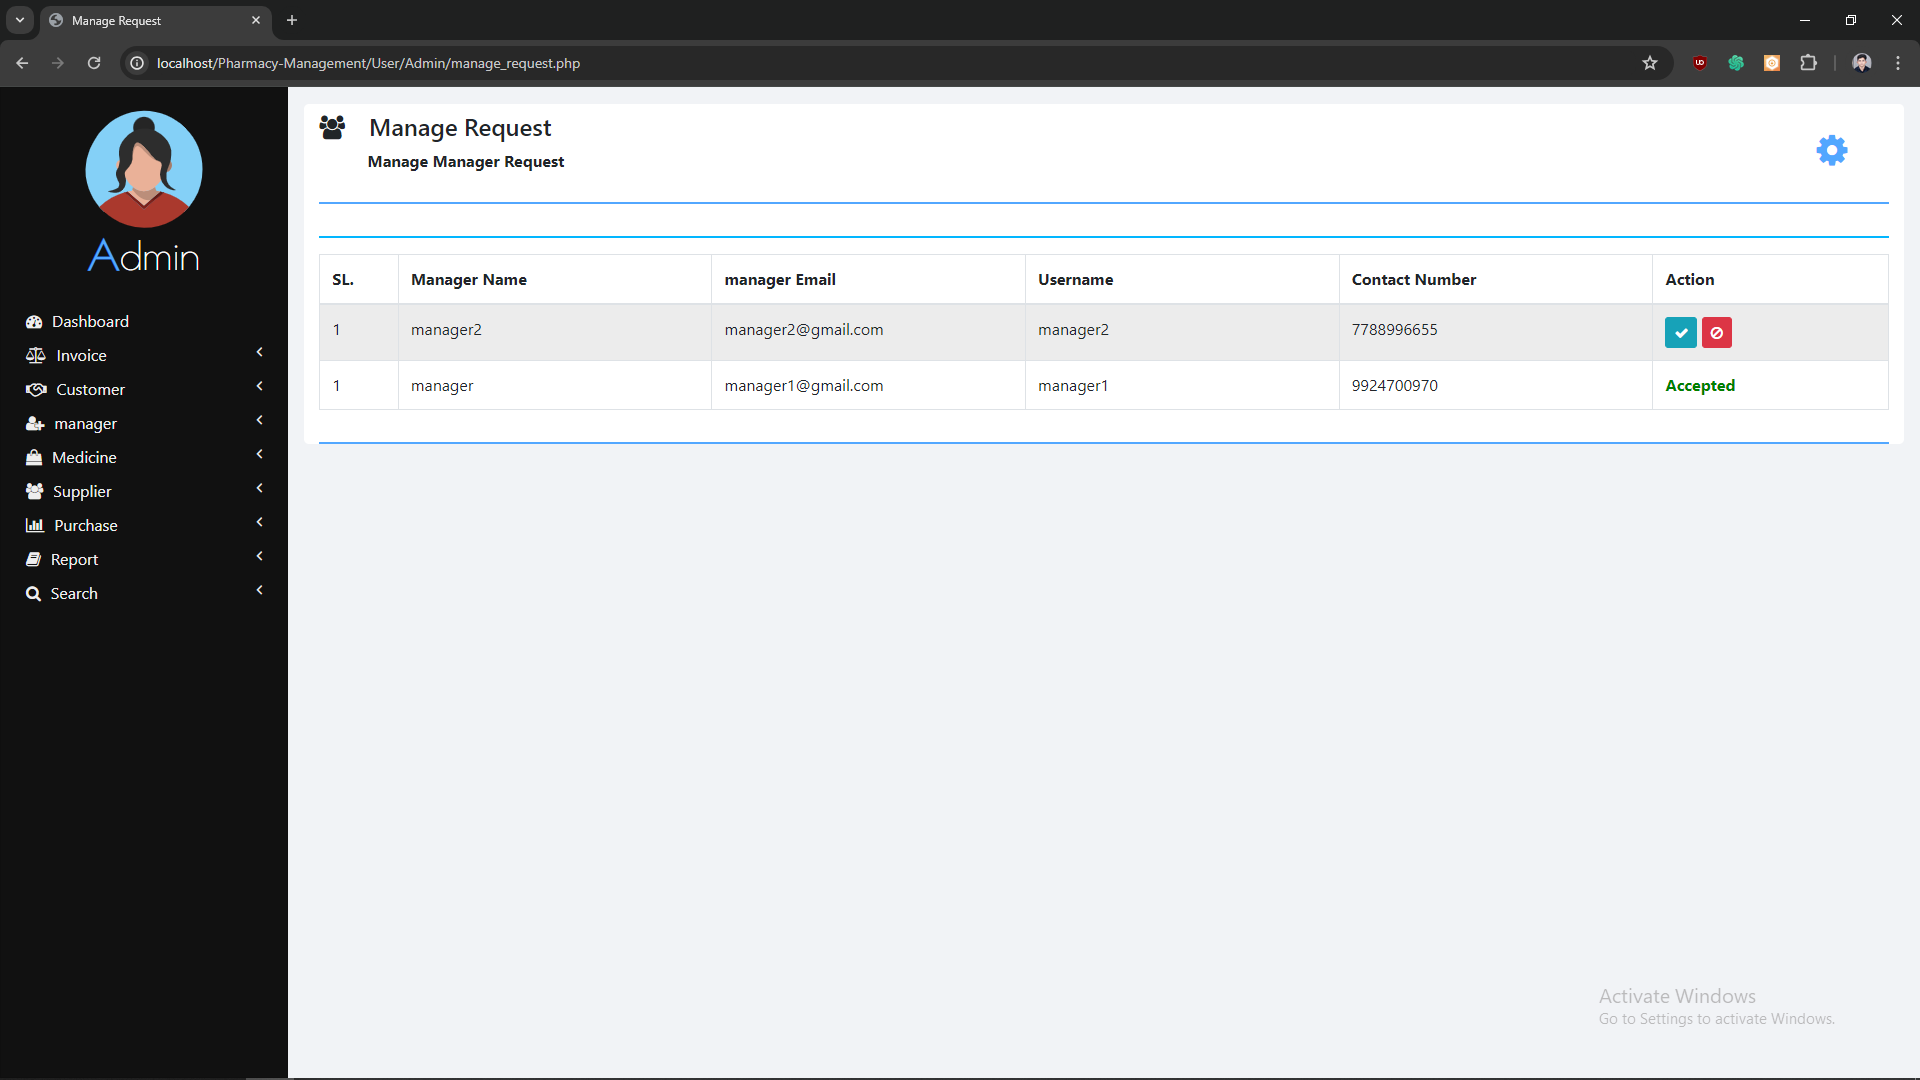 Manage Request
localhost/Pharmacy-Management/User/Admin/manage_request.php
Admin
Dashboard
Invoice
Customer
manager
Medicine
Supplier
Purchase
Report
Search
Manage Request
Manage Manager Request
SL. Manager Name manager Email Username Contact Number Action
1 manager2 manager2@gmail.com manager2 7788996655
1 manager manager1@gmail.com manager1 9924700970 Accepted
Activate Windows
Go to Settings to activate Windows.